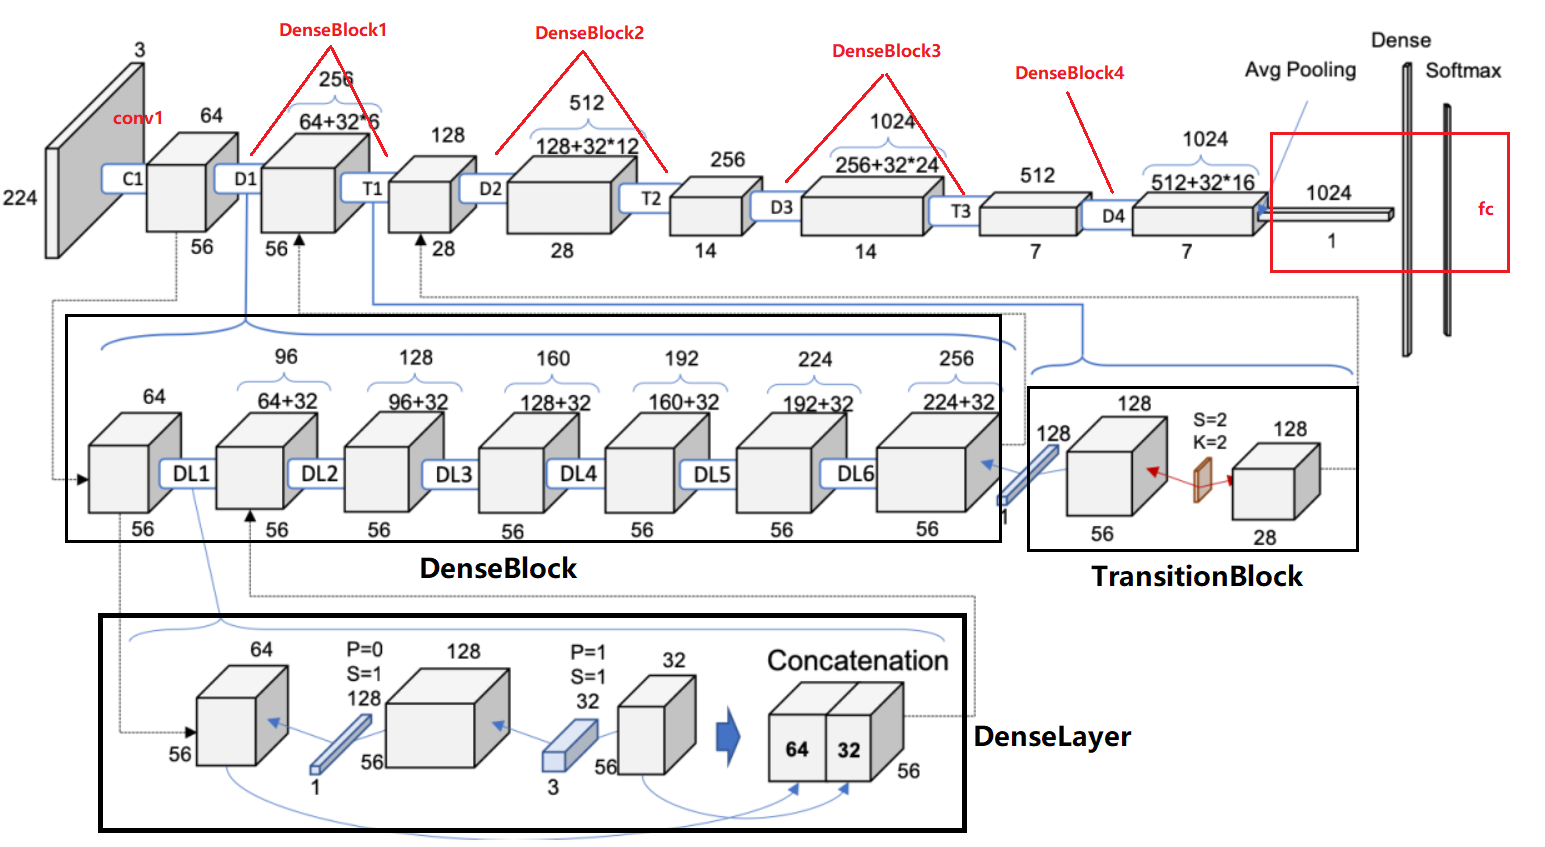 DenseBlock1
DenseBlock2
DenseBlock3
DenseBlock4
Dense
Avg Pooling
Softmax
3
conv1
64
256
64+32*6
128
512
128+32*12
256
1024
256+32*24
512
1024
512+32*16
1024
fc
224
C1
D1
T1
D2
T2
D3
T3
D4
56
56
28
28
14
14
7
7
1
64
96
64+32
128
96+32
160
128+32
192
160+32
224
192+32
256
224+32
DL1
DL2
DL3
DL4
DL5
DL6
56
56
56
56
56
56
56
128
1
128
S=2
K=2
128
56
28
DenseBlock
TransitionBlock
64
P=0
S=1
128
128
P=1
S=1
32
32
Concatenation
64
32
56
1
56
3
56
56
DenseLayer